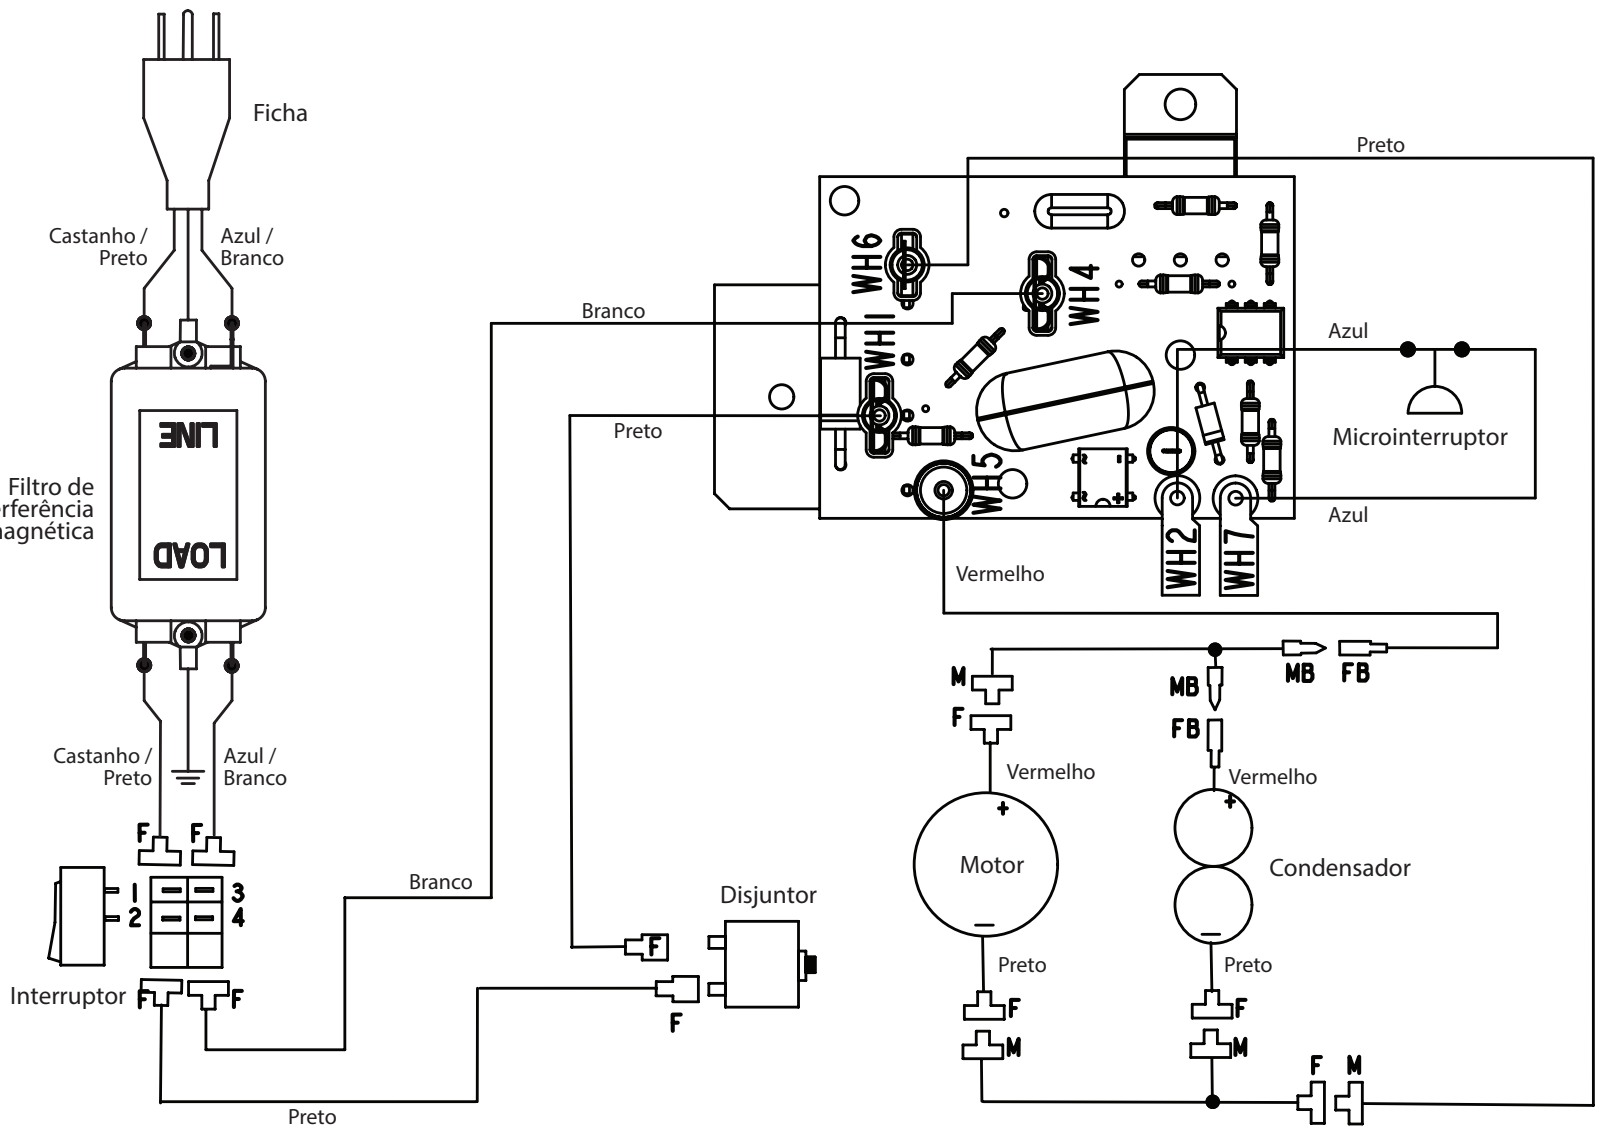 Ficha
Castanho /
Preto
Azul /
Branco
LINE
LOAD
Filtro de
erferência
magnética
Castanho /
Preto
Azul /
Branco
F
F
1
2
3
4
Interruptor
F
F
Preto
Branco
Branco
Preto
Disjuntor
F
F
Preto
WH6
WH4
WH1
WH5
WH2
WH7
Azul
Microinterruptor
Azul
Vermelho
M
F
MB
FB
MB
FB
Vermelho
Vermelho
+
+
Motor
Condensador
Preto
Preto
F
M
F
M
F
M